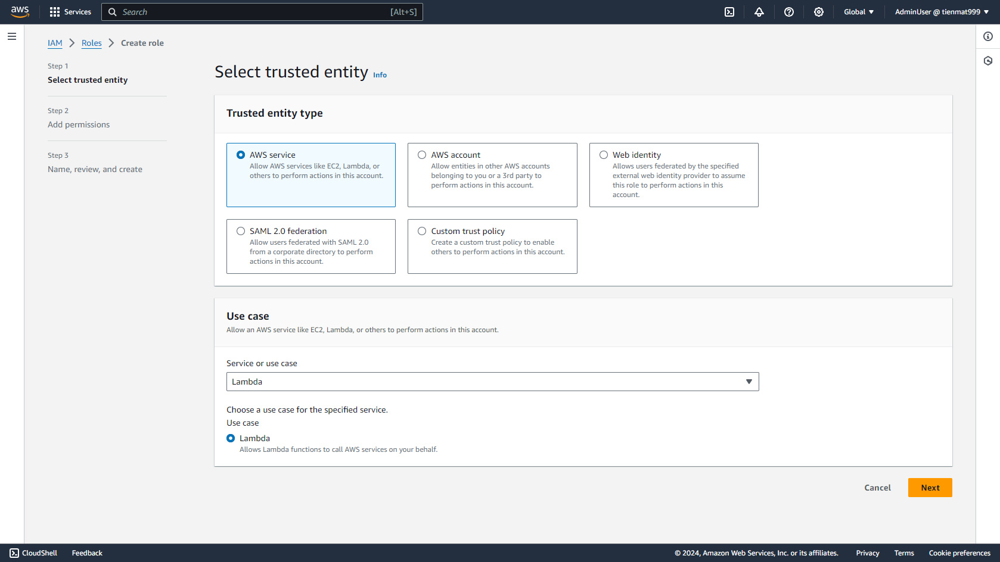 aws
Services
Search
[Alt+S]
Global
AdminUser @ tienmat999
IAM
Roles
Create role
Step 1
Select trusted entity
Step 2
Add permissions
Step 3
Name, review, and create
Select trusted entity Info
Trusted entity type
AWS service
Allow AWS services like EC2, Lambda, or
others to perform actions in this account.
AWS account
Allow entities in other AWS accounts
belonging to you or a 3rd party to
perform actions in this account.
Web identity
Allows users federated by the specified
external web identity provider to assume
this role to perform actions in this
account.
SAML 2.0 federation
Allow users federated with SAML 2.0
from a corporate directory to perform
actions in this account.
Custom trust policy
Create a custom trust policy to enable
others to perform actions in this account.
Use case
Allow an AWS service like EC2, Lambda, or others to perform actions in this account.
Service or use case
Lambda
Choose a use case for the specified service.
Use case
Lambda
Allows Lambda functions to call AWS services on your behalf.
Cancel
Next
CloudShell
Feedback
© 2024, Amazon Web Services, Inc. or its affiliates.
Privacy
Terms
Cookie preferences